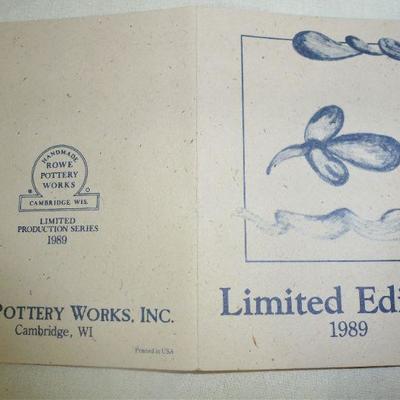 HANDMADE
ROWE
POTTERY
WORKS
CAMBRIDGE WIS.
LIMITED
PRODUCTION SERIES
1989
POTTERY WORKS, INC.
Cambridge, WI
Printed in USA
Limited Edi
1989